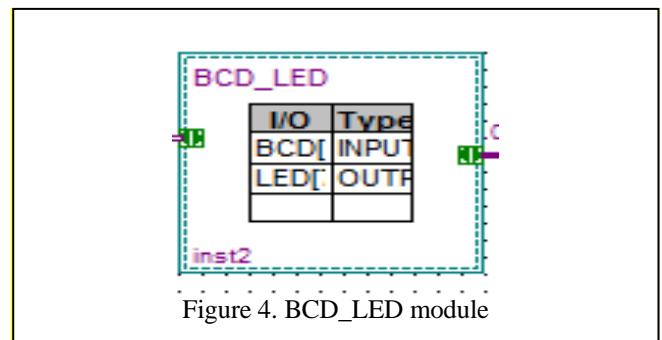 BCD_LED
I/O Type
BCD[ INPUT
LED[ OUTP
inst2
Figure 4. BCD_LED module